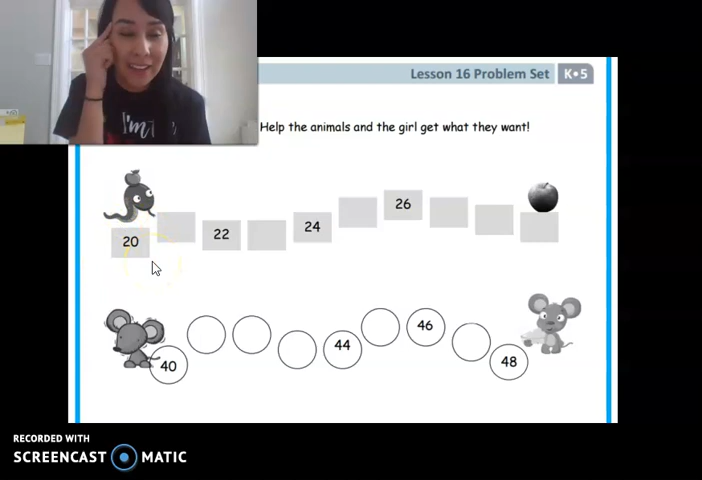 Lesson 16 Problem Set K•5
I'm
Help the animals and the girl get what they want!
20 22 24 26
40 44 46 48
RECORDED WITH
SCREENCAST MATIC